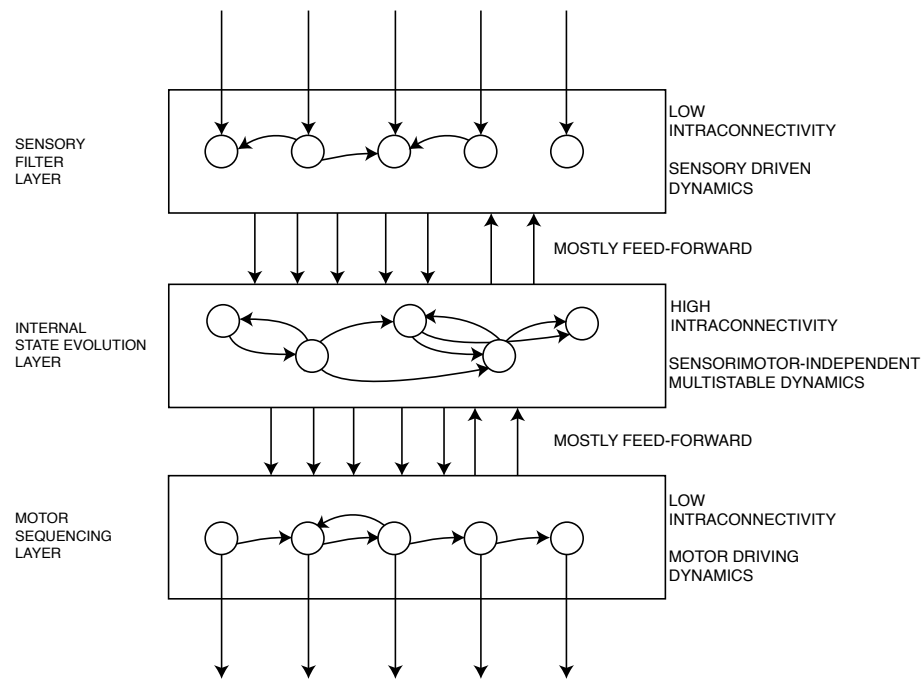 SENSORY
FILTER
LAYER
LOW
INTRACONNECTIVITY
SENSORY DRIVEN
DYNAMICS
MOSTLY FEED-FORWARD
INTERNAL
STATE EVOLUTION
LAYER
HIGH
INTRACONNECTIVITY
SENSORIMOTOR-INDEPENDENT
MULTISTABLE DYNAMICS
MOSTLY FEED-FORWARD
MOTOR
SEQUENCING
LAYER
LOW
INTRACONNECTIVITY
MOTOR DRIVING
DYNAMICS